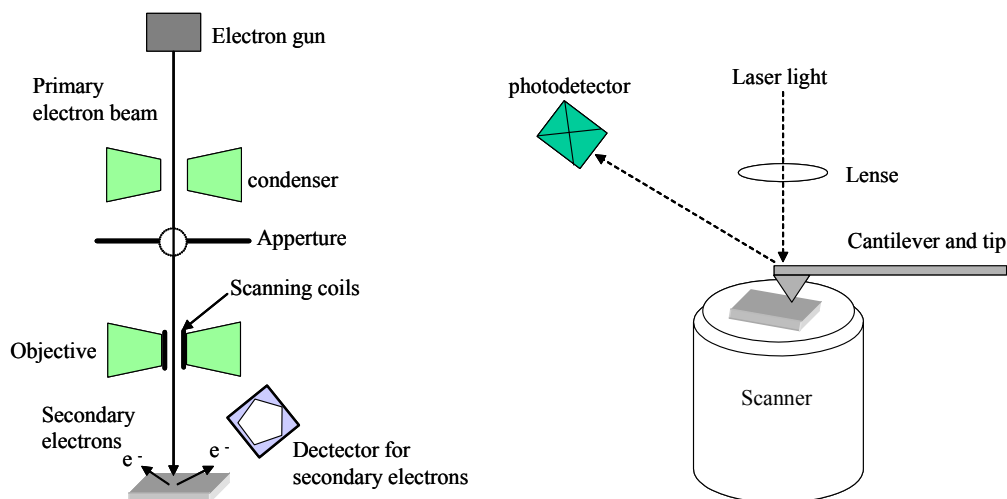 Electron gun
Primary
electron beam
condenser
Apperture
Scanning coils
Objective
Secondary
electrons
e -
e -
Dectector for
secondary electrons
Laser light
photodetector
Lense
Cantilever and tip
Scanner